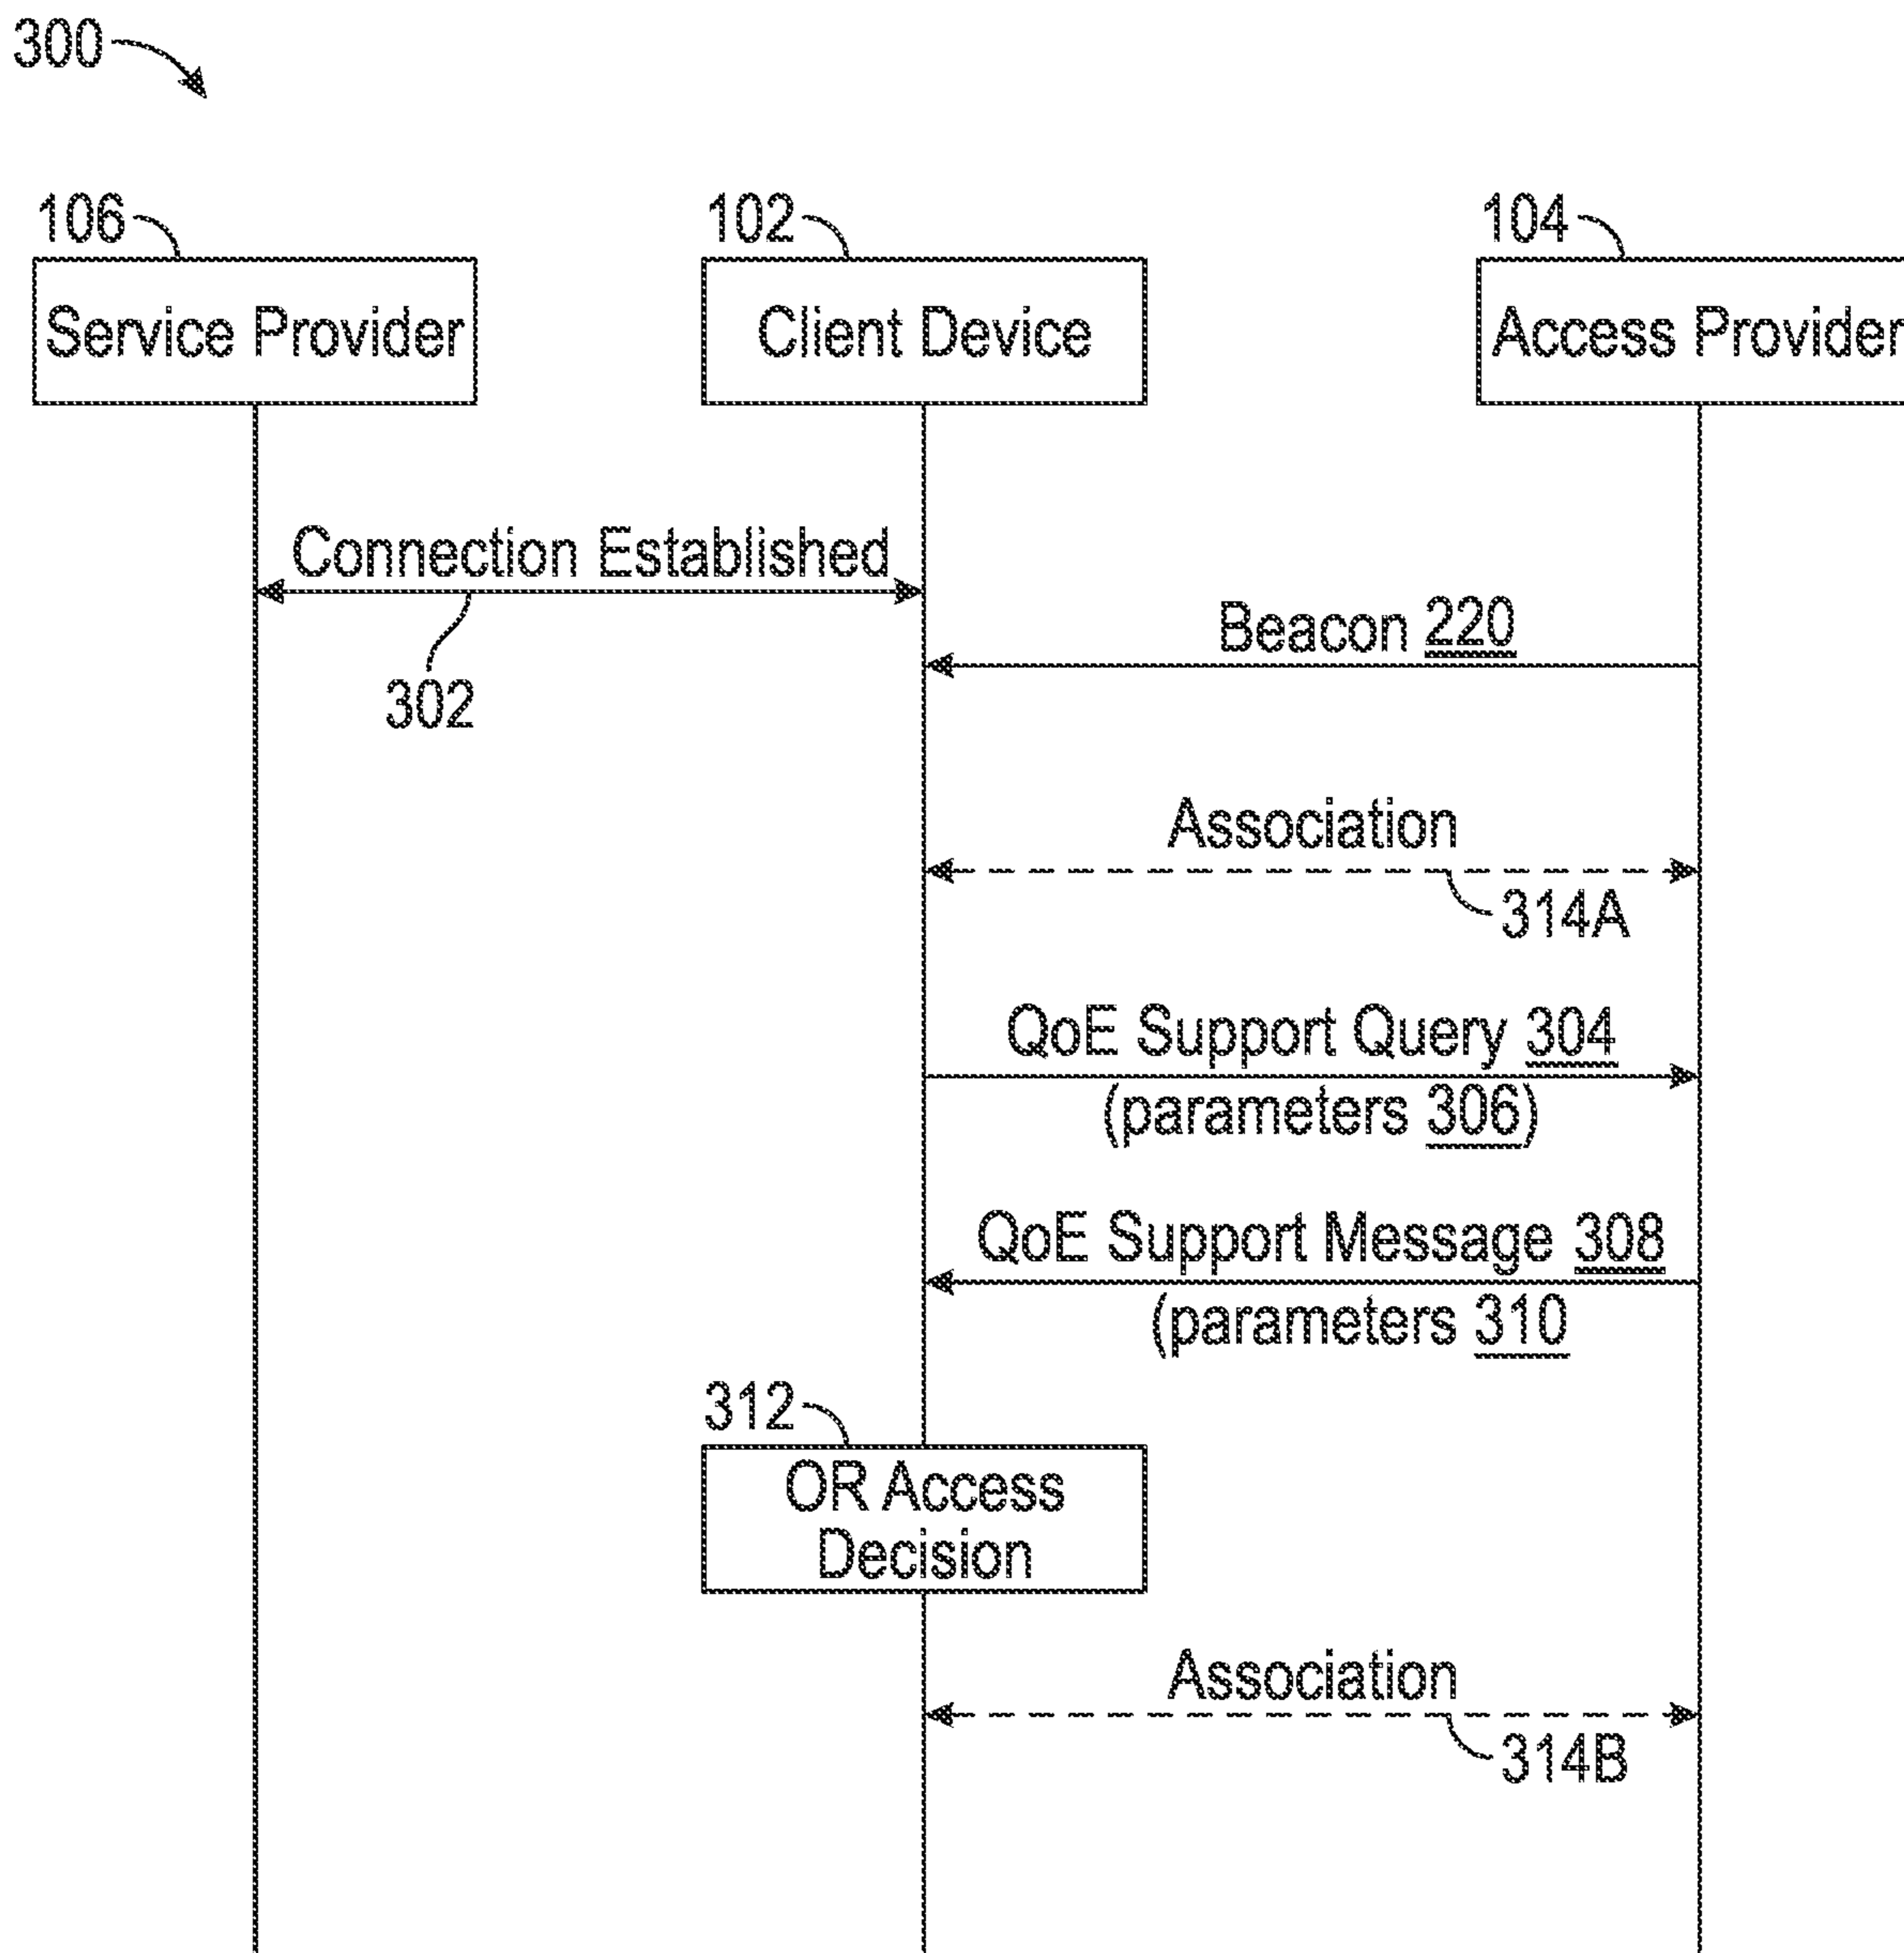 300
106
102
104
Service Provider
Client Device
Access Provider
Connection Established
302
Beacon 220
Association
314A
QoE Support Query 304
(parameters 306)
QoE Support Message 308
(parameters 310
312
OR Access
Decision
Association
314B